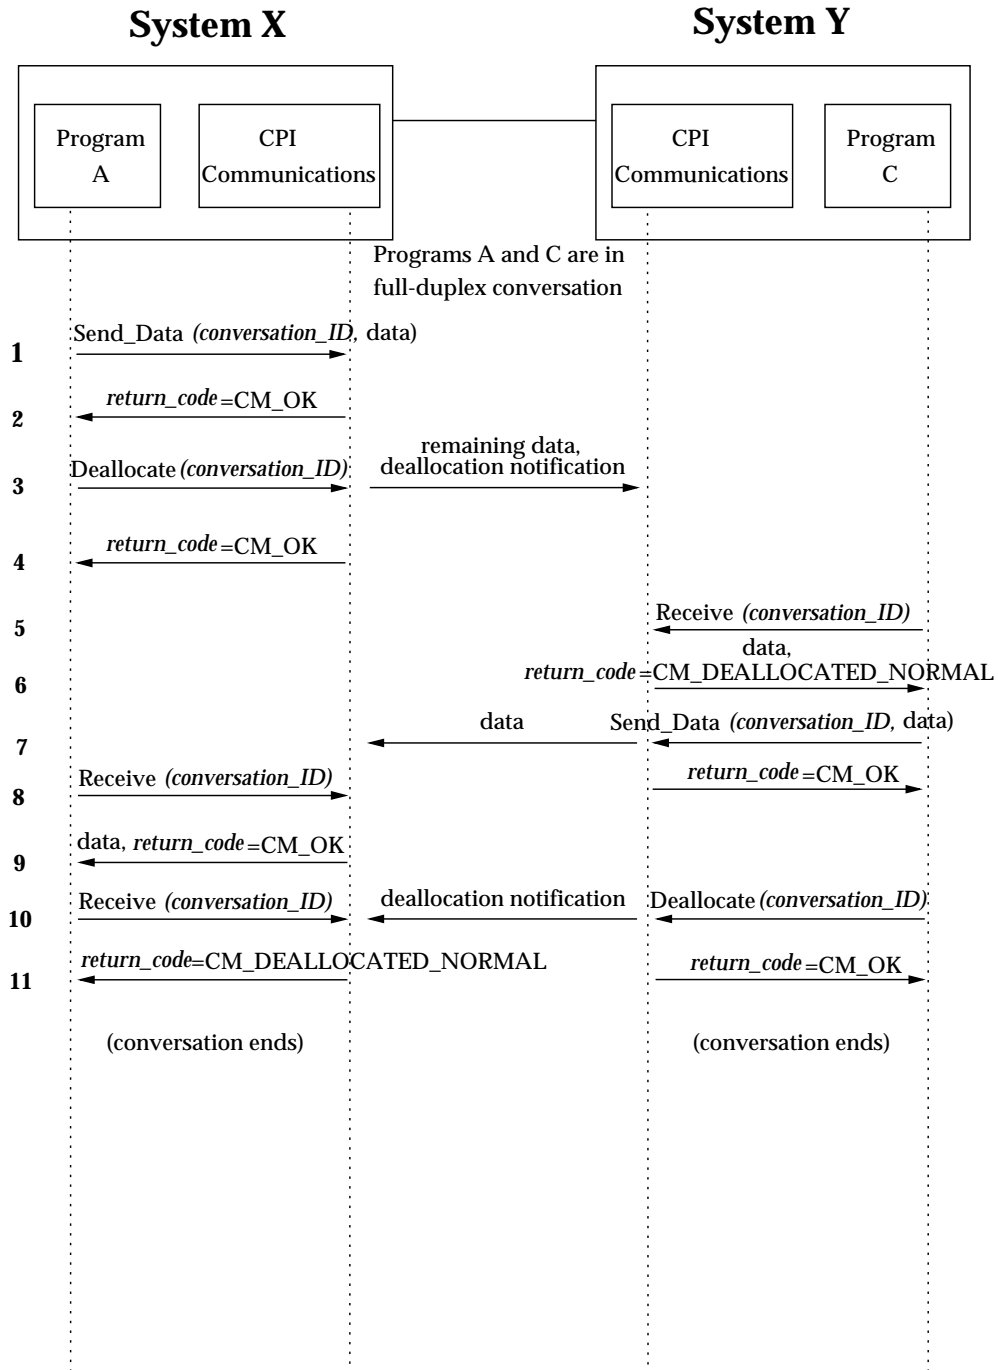 System X
System Y
Program
A
CPI
Communications
CPI
Communications
Program
C
Programs A and C are in
full-duplex conversation
1
Send_Data (conversation_ID, data)
2
return_code=CM_OK
3
Deallocate (conversation_ID)
remaining data,
deallocation notification
4
return_code=CM_OK
5
Receive (conversation_ID)
6
data,
return_code=CM_DEALLOCATED_NORMAL
7
data
Send_Data (conversation_ID, data)
8
Receive (conversation_ID)
return_code=CM_OK
9
data, return_code=CM_OK
10
Receive (conversation_ID)
deallocation notification
Deallocate (conversation_ID)
11
return_code=CM_DEALLOCATED_NORMAL
return_code=CM_OK
(conversation ends)
(conversation ends)